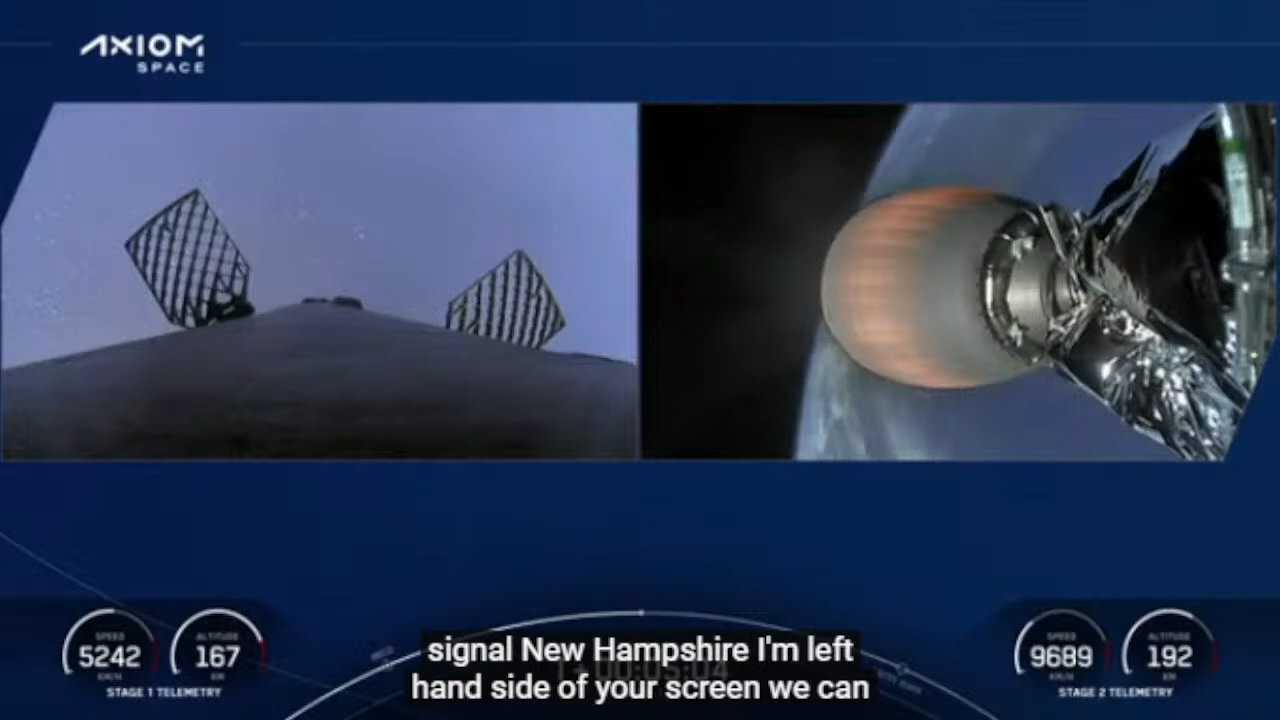 AXIOM
SPACE
SPEED
5242
KM/H
ALTITUDE
167
KM
STAGE 1 TELEMETRY
signal New Hampshire I'm left
hand side of your screen we can
SPEED
9689
KM/H
ALTITUDE
192
KM
STAGE 2 TELEMETRY